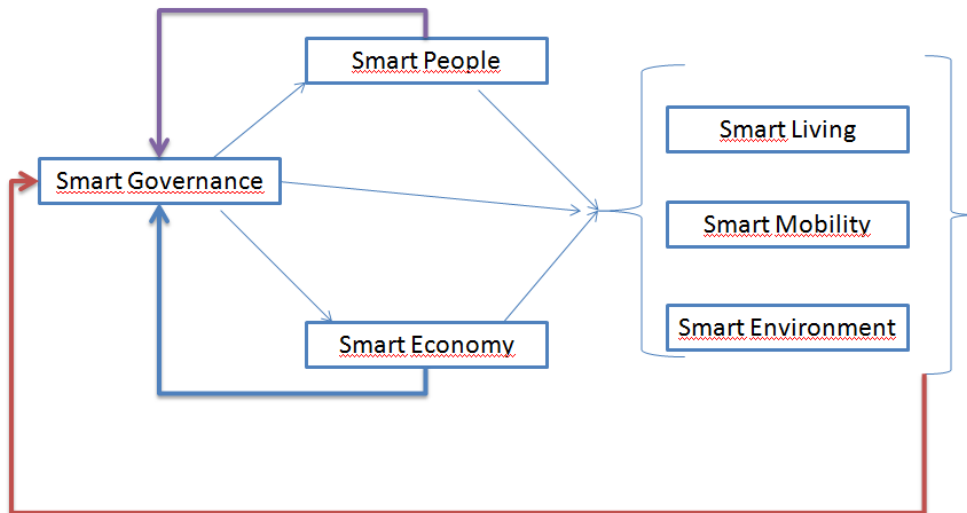 Smart People
Smart Living
Smart Governance
Smart Mobility
Smart Environment
Smart Economy